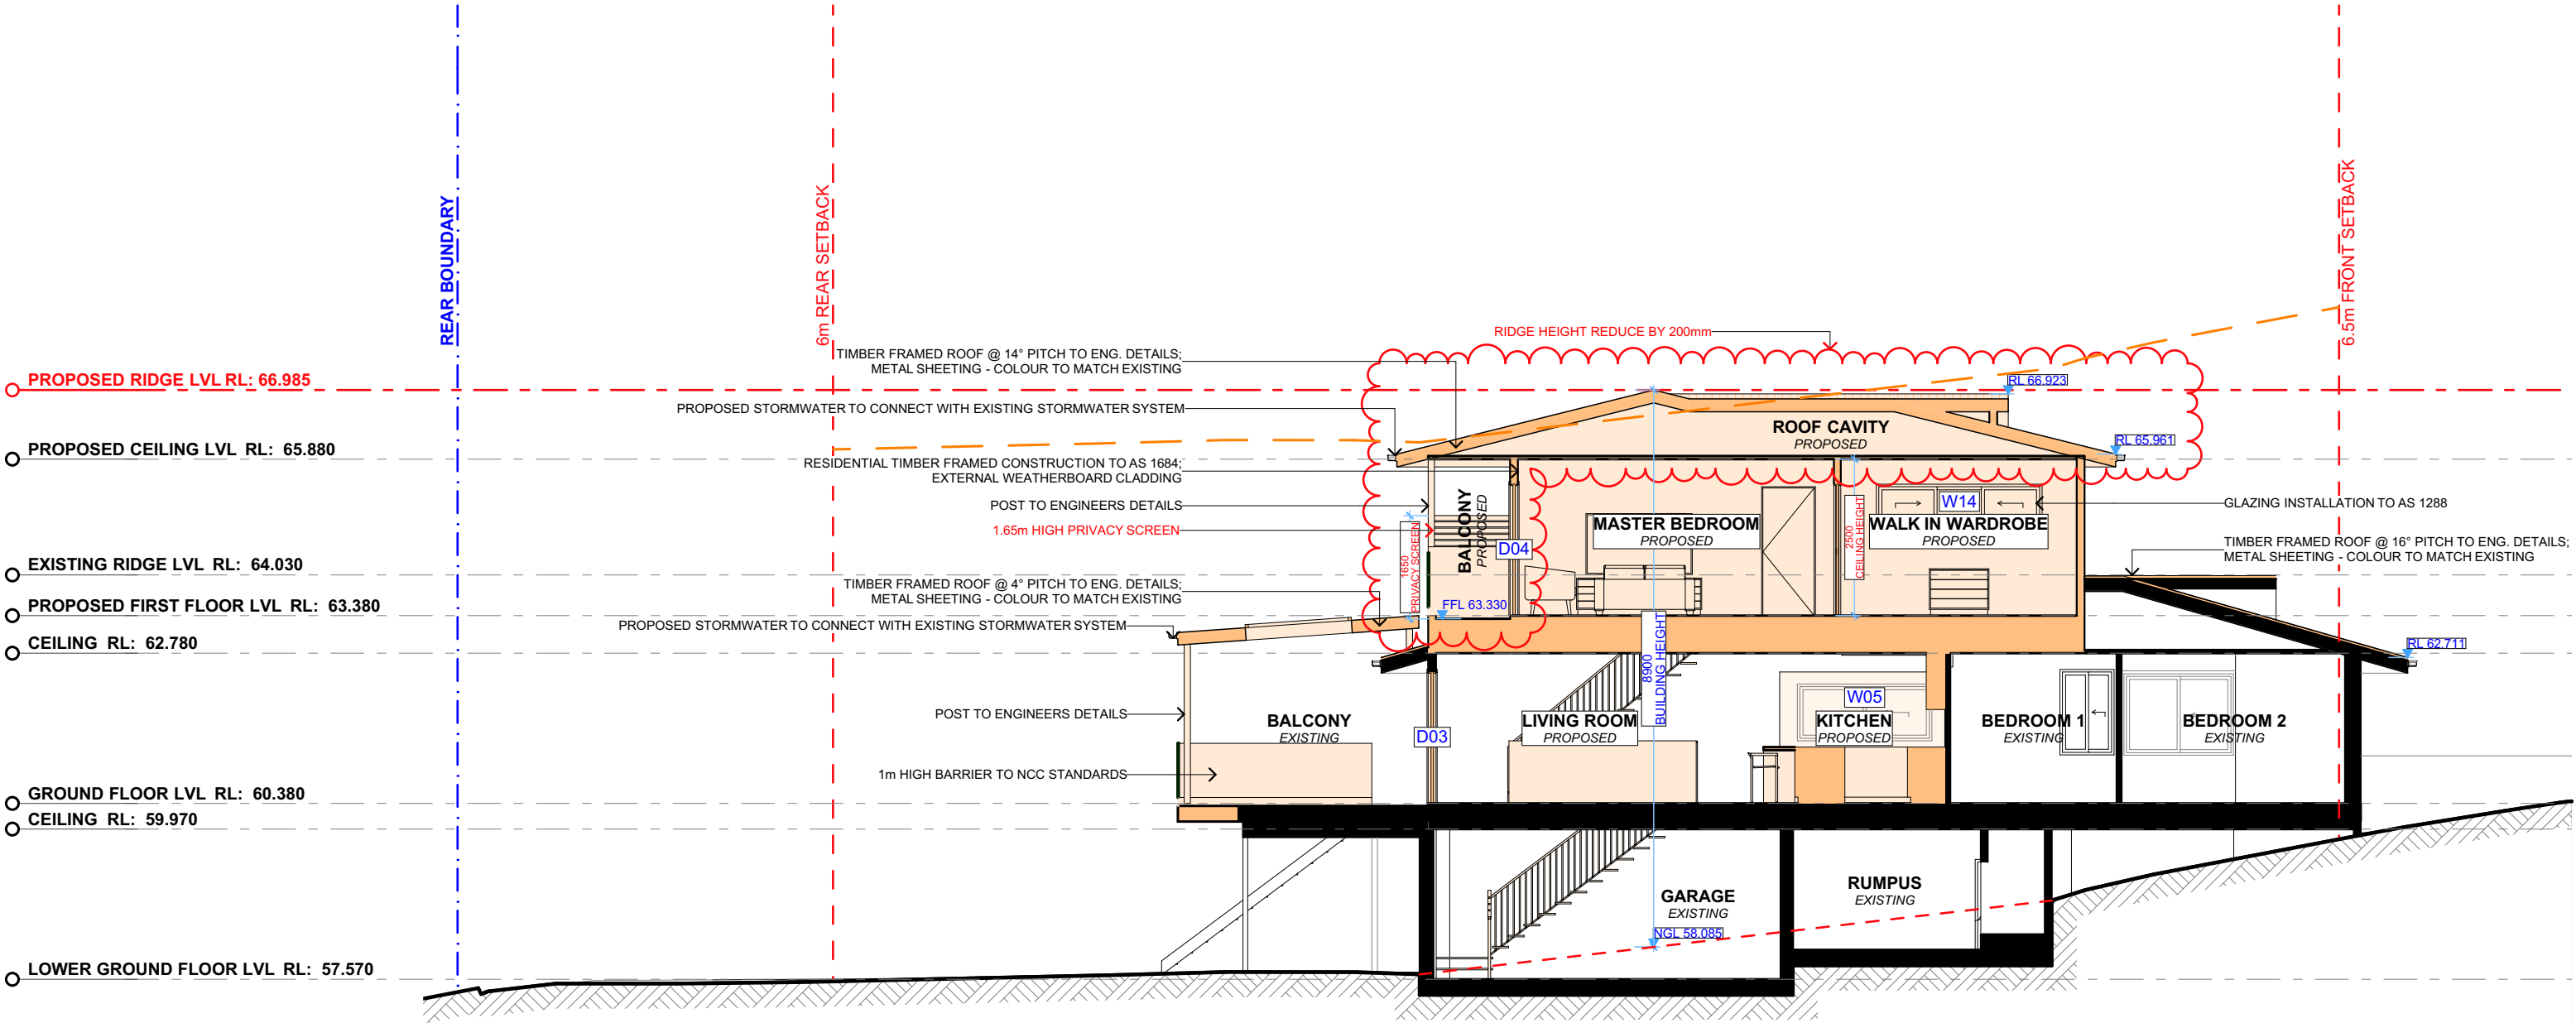 REAR BOUNDARY
6m REAR SETBACK
6.5m FRONT SETBACK
RIDGE HEIGHT REDUCE BY 200mm
TIMBER FRAMED ROOF @ 14° PITCH TO ENG. DETAILS;
METAL SHEETING - COLOUR TO MATCH EXISTING
PROPOSED RIDGE LVL RL: 66.985
RL 66.923
PROPOSED STORMWATER TO CONNECT WITH EXISTING STORMWATER SYSTEM
ROOF CAVITY
PROPOSED
RL 65.961
PROPOSED CEILING LVL RL: 65.880
RESIDENTIAL TIMBER FRAMED CONSTRUCTION TO AS 1684;
EXTERNAL WEATHERBOARD CLADDING
POST TO ENGINEERS DETAILS
1.65m HIGH PRIVACY SCREEN
1650
PRIVACY SCREEN
BALCONY
PROPOSED
D04
MASTER BEDROOM
PROPOSED
2500
CEILING HEIGHT
W14
WALK IN WARDROBE
PROPOSED
GLAZING INSTALLATION TO AS 1288
TIMBER FRAMED ROOF @ 16° PITCH TO ENG. DETAILS;
METAL SHEETING - COLOUR TO MATCH EXISTING
EXISTING RIDGE LVL RL: 64.030
TIMBER FRAMED ROOF @ 4° PITCH TO ENG. DETAILS;
METAL SHEETING - COLOUR TO MATCH EXISTING
FFL 63.330
PROPOSED FIRST FLOOR LVL RL: 63.380
PROPOSED STORMWATER TO CONNECT WITH EXISTING STORMWATER SYSTEM
CEILING RL: 62.780
RL 62.711
8900
BUILDING HEIGHT
POST TO ENGINEERS DETAILS
BALCONY
EXISTING
D03
LIVING ROOM
PROPOSED
W05
KITCHEN
PROPOSED
BEDROOM 1
EXISTING
BEDROOM 2
EXISTING
1m HIGH BARRIER TO NCC STANDARDS
GROUND FLOOR LVL RL: 60.380
CEILING RL: 59.970
GARAGE
EXISTING
RUMPUS
EXISTING
NGL 58.085
LOWER GROUND FLOOR LVL RL: 57.570